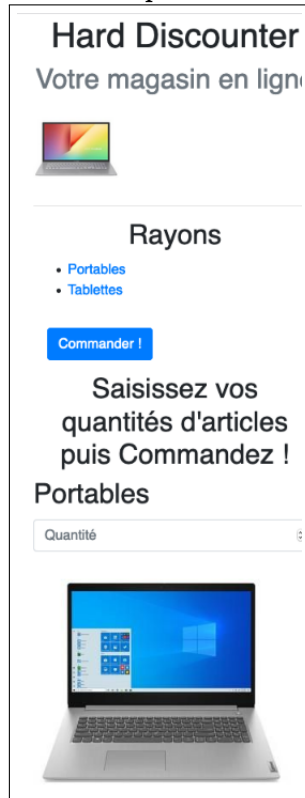 Hard Discounter
Votre magasin en ligne
Rayons
Portables
Tablettes
Commander !
Saisissez vos
quantités d'articles
puis Commandez !
Portables
Quantité